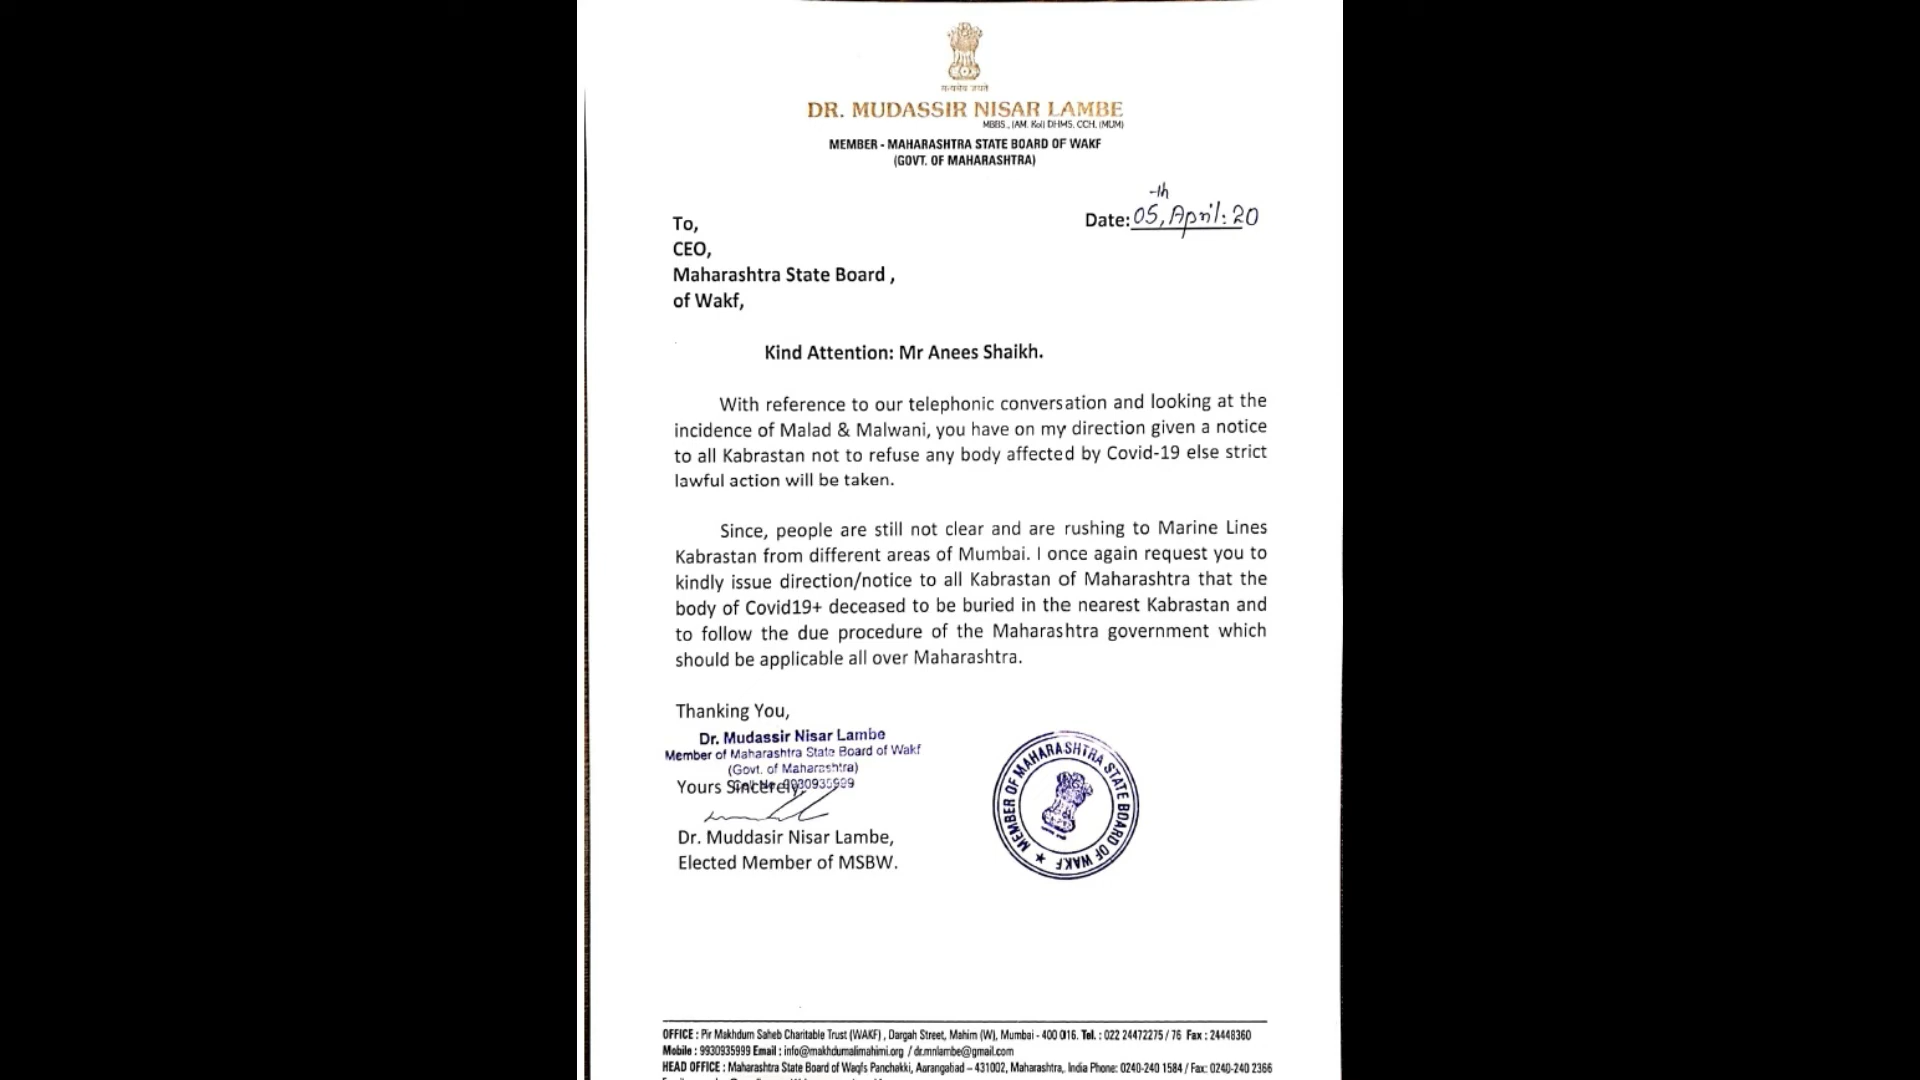 सत्यमेव जयते
DR. MUDASSIR NISAR LAMBE
MBBS., (AM. Kol) DHMS. CCH. (MUM)
MEMBER - MAHARASHTRA STATE BOARD OF WAKF
(GOVT. OF MAHARASHTRA)
Date: 05,th April: 20
To,
CEO,
Maharashtra State Board ,
of Wakf,
Kind Attention: Mr Anees Shaikh.
With reference to our telephonic conversation and looking at the
incidence of Malad & Malwani, you have on my direction given a notice
to all Kabrastan not to refuse any body affected by Covid-19 else strict
lawful action will be taken.
Since, people are still not clear and are rushing to Marine Lines
Kabrastan from different areas of Mumbai. I once again request you to
kindly issue direction/notice to all Kabrastan of Maharashtra that the
body of Covid19+ deceased to be buried in the nearest Kabrastan and
to follow the due procedure of the Maharashtra government which
should be applicable all over Maharashtra.
Thanking You,
Dr. Mudassir Nisar Lambe
Member of Maharashtra State Board of Wakf
(Govt. of Maharashtra)
9930935999
Yours Sincerely,
Dr. Muddasir Nisar Lambe,
Elected Member of MSBW.
MEMBER OF MAHARASHTRA STATE BOARD OF WAKF
OFFICE : Pir Makhdum Saheb Charitable Trust (WAKF) , Dargah Street, Mahim (W), Mumbai - 400 016. Tel. : 022 24472275 / 76 Fax : 24448360
Mobile : 9930935999 Email : info@makhdumalimahimi.org / dr.mnlambe@gmail.com
HEAD OFFICE : Maharashtra State Board of Waqfs Panchakki, Aurangabad – 431002, Maharashtra, India Phone: 0240-240 1584 / Fax: 0240-240 2366